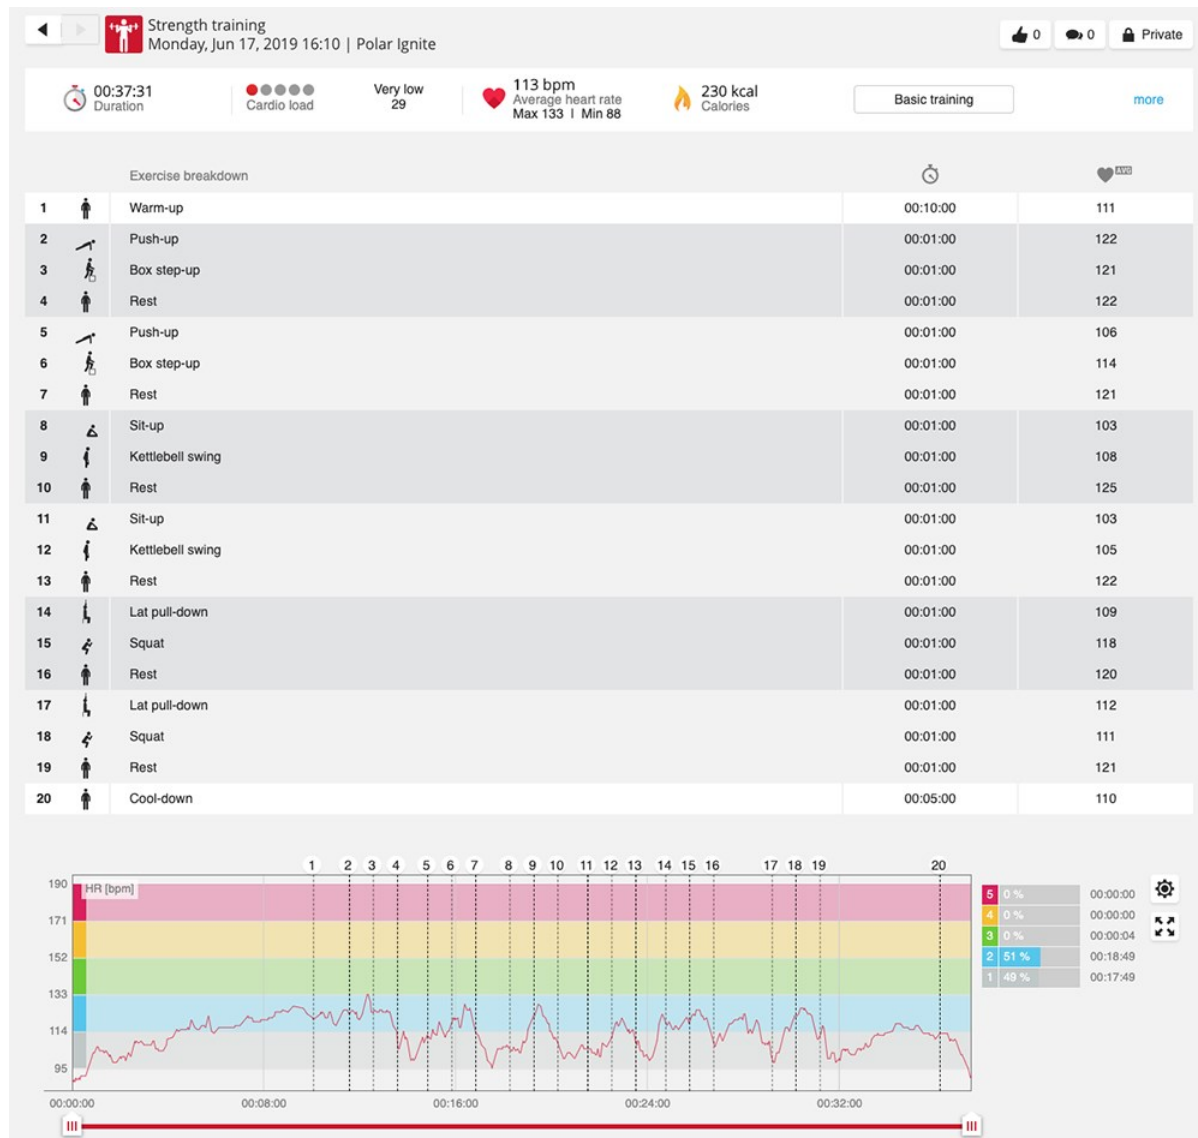 Strength training
Monday, Jun 17, 2019 16:10 | Polar Ignite
0 0 Private
00:37:31
Duration
Cardio load
Very low
29
113 bpm
Average heart rate
Max 133 | Min 88
230 kcal
Calories
Basic training
more
Exercise breakdown AVG
1 Warm-up 00:10:00 111
2 Push-up 00:01:00 122
3 Box step-up 00:01:00 121
4 Rest 00:01:00 122
5 Push-up 00:01:00 106
6 Box step-up 00:01:00 114
7 Rest 00:01:00 121
8 Sit-up 00:01:00 103
9 Kettlebell swing 00:01:00 108
10 Rest 00:01:00 125
11 Sit-up 00:01:00 103
12 Kettlebell swing 00:01:00 105
13 Rest 00:01:00 122
14 Lat pull-down 00:01:00 109
15 Squat 00:01:00 118
16 Rest 00:01:00 120
17 Lat pull-down 00:01:00 112
18 Squat 00:01:00 111
19 Rest 00:01:00 121
20 Cool-down 00:05:00 110
1 2 3 4 5 6 7 8 9 10 11 12 13 14 15 16 17 18 19 20
HR [bpm]
190
171
152
133
114
95
00:00:00 00:08:00 00:16:00 00:24:00 00:32:00
5 0 % 00:00:00
4 0 % 00:00:00
3 0 % 00:00:04
2 51 % 00:18:49
1 49 % 00:17:49